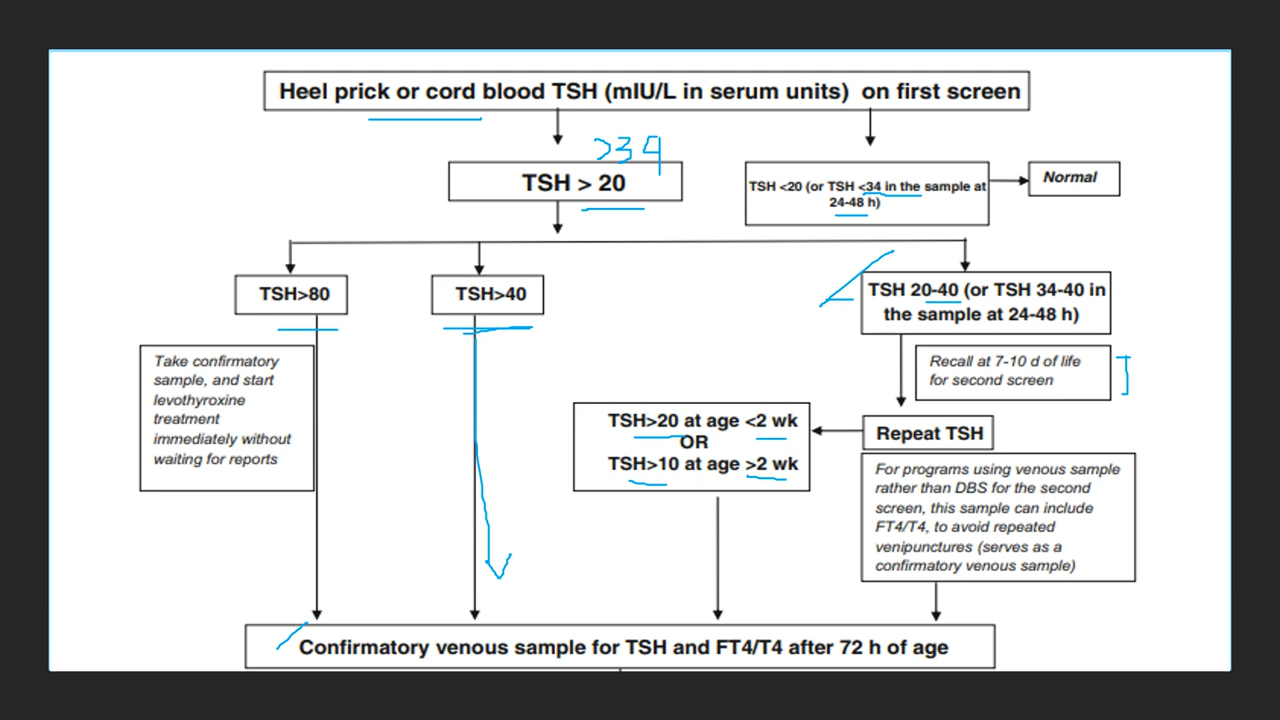 Heel prick or cord blood TSH (mIU/L in serum units) on first screen
>34
TSH > 20
TSH <20 (or TSH <34 in the sample at
24-48 h)
Normal
TSH>80
TSH>40
TSH 20-40 (or TSH 34-40 in
the sample at 24-48 h)
Take confirmatory
sample, and start
levothyroxine
treatment
immediately without
waiting for reports
Recall at 7-10 d of life
for second screen
Repeat TSH
TSH>20 at age <2 wk
OR
TSH>10 at age >2 wk
For programs using venous sample
rather than DBS for the second
screen, this sample can include
FT4/T4, to avoid repeated
venipunctures (serves as a
confirmatory venous sample)
Confirmatory venous sample for TSH and FT4/T4 after 72 h of age